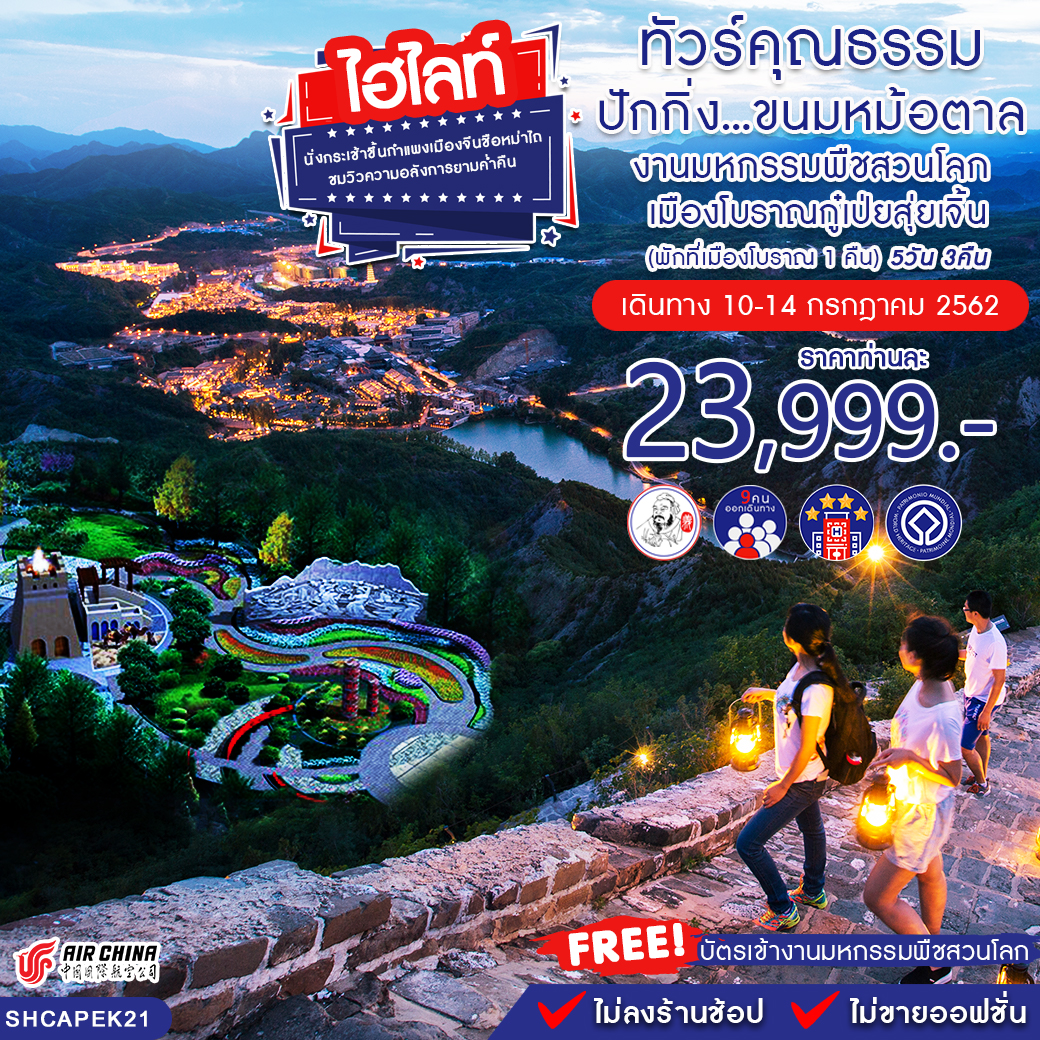 ไฮไลท์
นั่งกระเช้าขึ้นกำแพงเมืองจีนซือหม่าไถ
ชมวิวความอลังการยามค่ำคืน
ทัวร์คุณธรรม
ปักกิ่ง...ขนมหม้อตาล
งานมหกรรมพืชสวนโลก
เมืองโบราณกู๋เป่ยสุ่ยเจิ้น
(พักที่เมืองโบราณ 1 คืน) 5วัน 3คืน
เดินทาง 10-14 กรกฎาคม 2562
ราคาท่านละ
23,999.-
9คน
ออกเดินทาง
H
WORLD HERITAGE • PATRIMOINE MONDIAL • PATRIMONIO MUNDIAL
FREE! บัตรเข้างานมหกรรมพืชสวนโลก
AIR CHINA
中国国際航空公司
SHCAPEK21
ไม่ลงร้านช้อป
ไม่ขายออฟชั่น